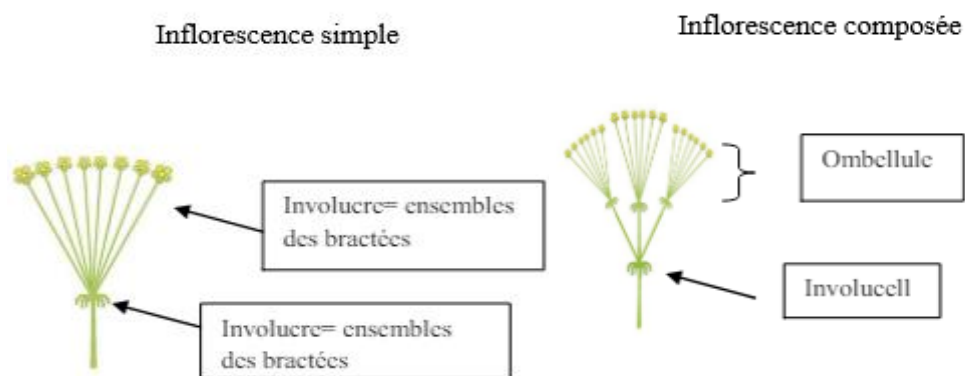 Inflorescence simple
Inflorescence composée
Involucre= ensembles
des bractées
Involucre= ensembles
des bractées
Ombellule
Involucell